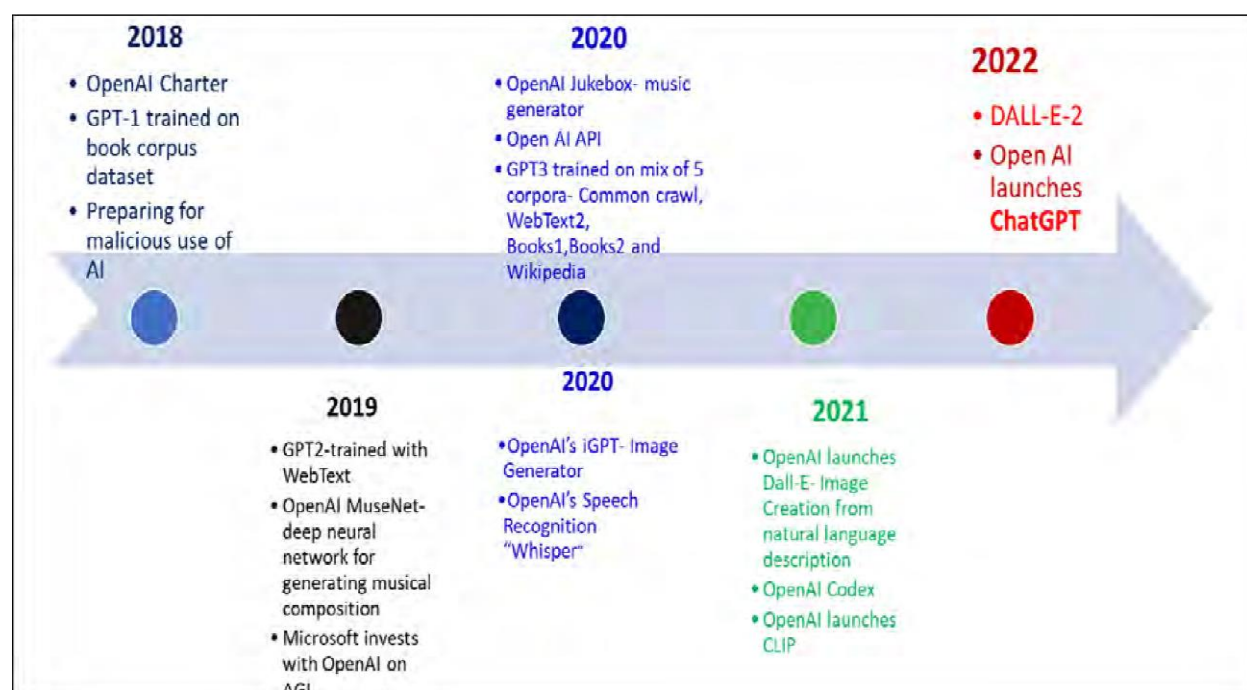 2018
• OpenAI Charter
• GPT-1 trained on
book corpus
dataset
• Preparing for
malicious use of
AI
2019
• GPT2-trained with
WebText
• OpenAI MuseNet-
deep neural
network for
generating musical
composition
• Microsoft invests
with OpenAI on
AGI
2020
• OpenAI Jukebox- music
generator
• Open AI API
• GPT3 trained on mix of 5
corpora- Common crawl,
WebText2,
Books1,Books2 and
Wikipedia
2020
• OpenAI's iGPT- Image
Generator
• OpenAI's Speech
Recognition
"Whisper"
2021
• OpenAI launches
Dall-E- Image
Creation from
natural language
description
• OpenAI Codex
• OpenAI launches
CLIP
2022
• DALL-E-2
• Open AI
launches
ChatGPT